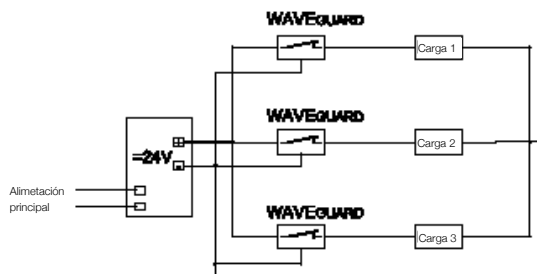 WAVEGUARD
Carga 1
WAVEGUARD
=24V
+
-
Carga 2
Alimetación
principal
WAVEGUARD
Carga 3